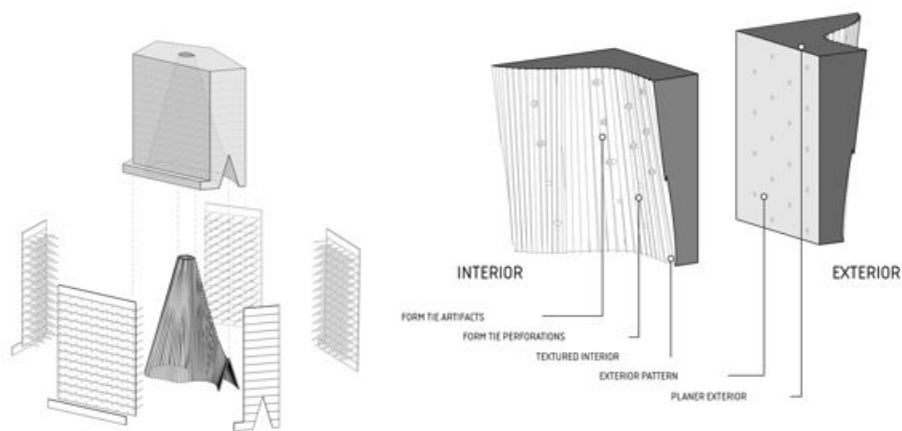 INTERIOR
EXTERIOR
FORM TIE ARTIFACTS
FORM TIE PERFORATIONS
TEXTURED INTERIOR
EXTERIOR PATTERN
PLANER EXTERIOR